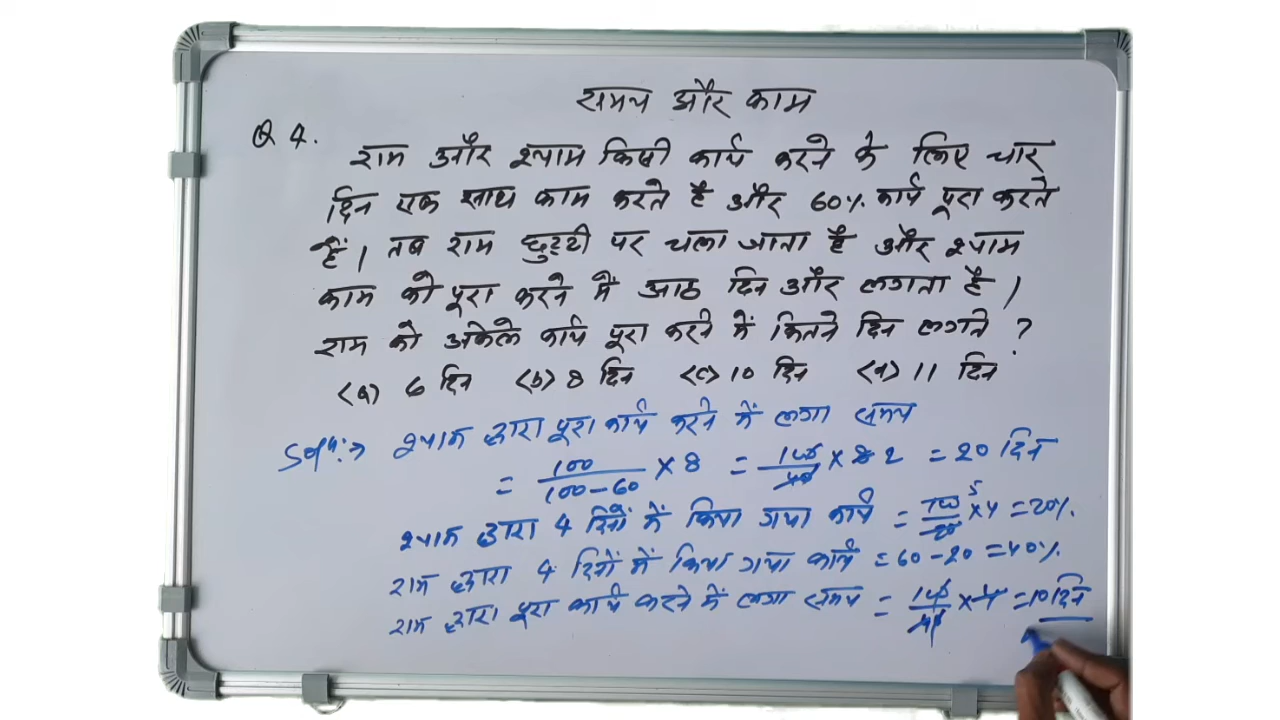 समय और काम
Q 4.
राम और श्याम किसी कार्य करने के लिए चार
दिन एक साथ काम करते है और 60% कार्य पूरा करते
हैं। तब राम छुट्टी पर चला जाता है और श्याम
काम को पूरा करने में आठ दिन और लगता है।
राम को अकेले कार्य पूरा करने में कितने दिन लगते ?
(a) 6 दिन (b) 8 दिन (c) 10 दिन (d) 11 दिन
Solⁿ:→ श्याम द्वारा पूरा कार्य करने में लगा समय
= 100/(100-60) × 8 = 100/40 × 8 2 = 20 दिन
श्याम द्वारा 4 दिनों में किया गया कार्य = 100/20 5 × 4 = 20%.
राम द्वारा 4 दिनों में किया गया कार्य = 60 - 20 = 40%.
राम द्वारा पूरा कार्य करने में लगा समय = 100/40 × 4 = 10 दिन